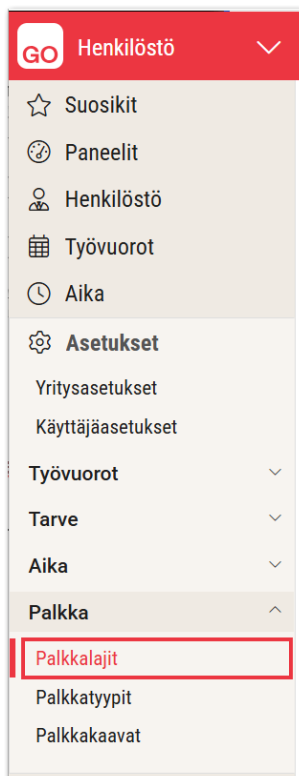 GO Henkilöstö
Suosikit
Paneelit
Henkilöstö
Työvuorot
Aika
Asetukset
Yritysasetukset
Käyttäjäasetukset
Työvuorot
Tarve
Aika
Palkka
Palkkalajit
Palkkatyypit
Palkkakaavat